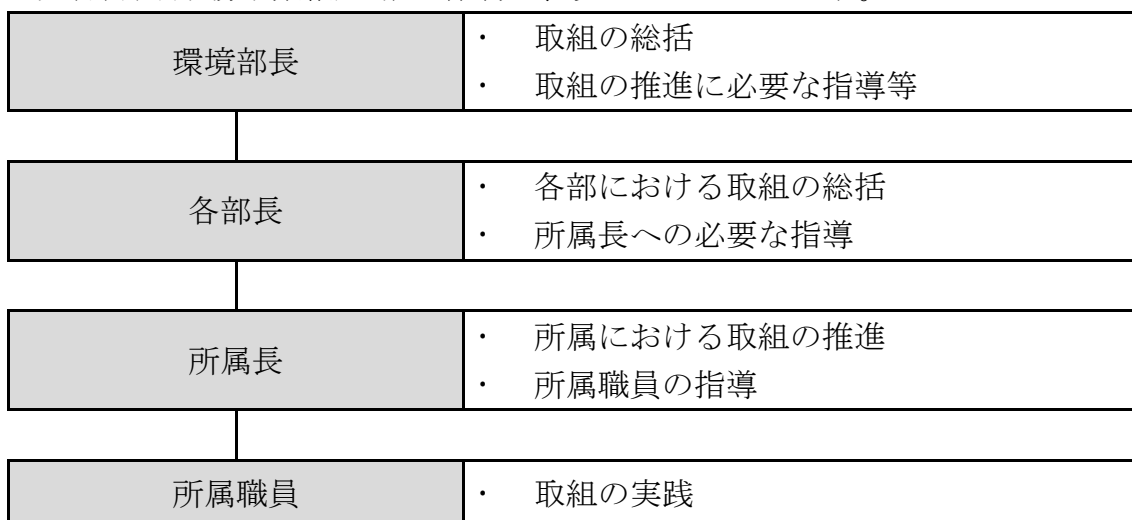 環境部長
・ 取組の総括
・ 取組の推進に必要な指導等
各部長
・ 各部における取組の総括
・ 所属長への必要な指導
所属長
・ 所属における取組の推進
・ 所属職員の指導
所属職員
・ 取組の実践